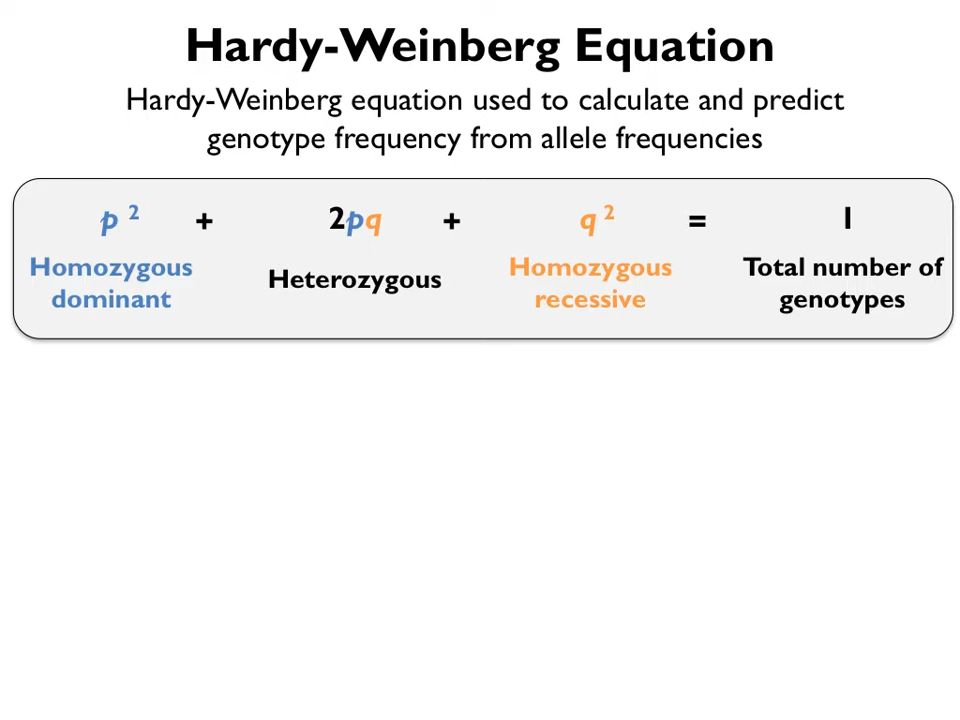 Hardy-Weinberg Equation
Hardy-Weinberg equation used to calculate and predict
genotype frequency from allele frequencies
p ² + 2pq + q ² = 1
Homozygous dominant
Heterozygous
Homozygous recessive
Total number of genotypes